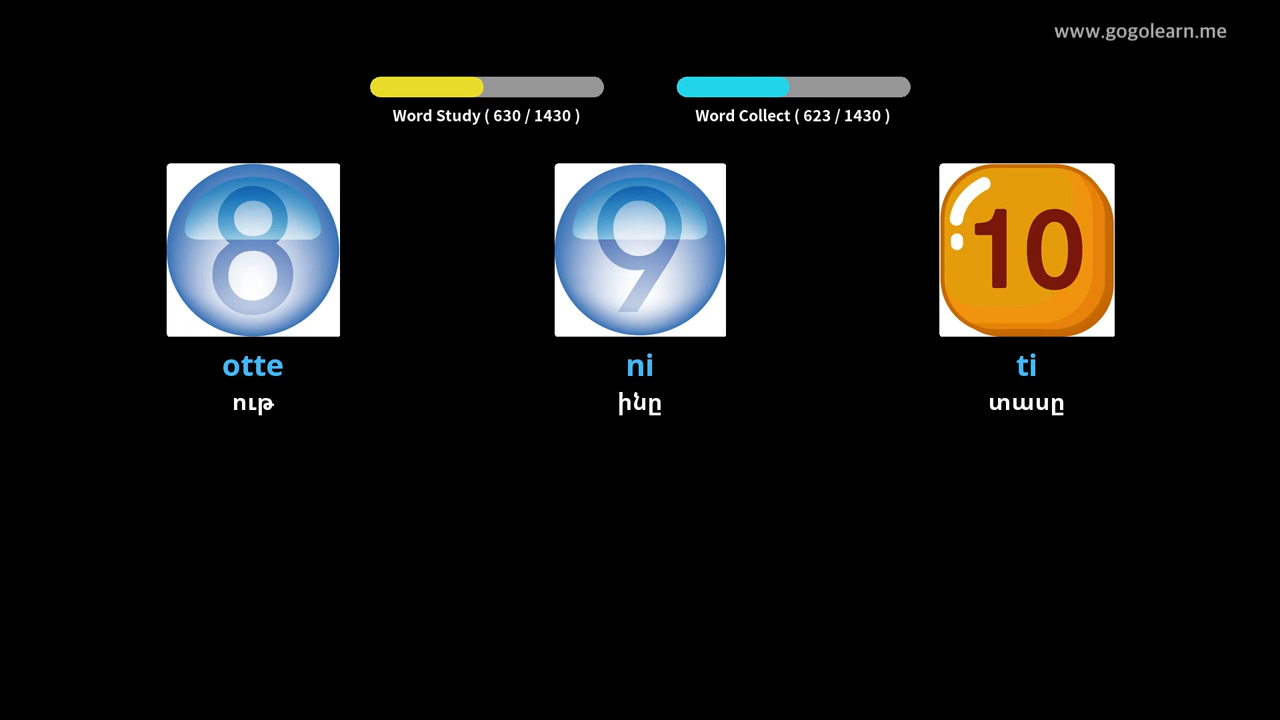 www.gogolearn.me
Word Study ( 630 / 1430 )
Word Collect ( 623 / 1430 )
8
9
10
otte
ni
ti
ութ
ինը
տասը